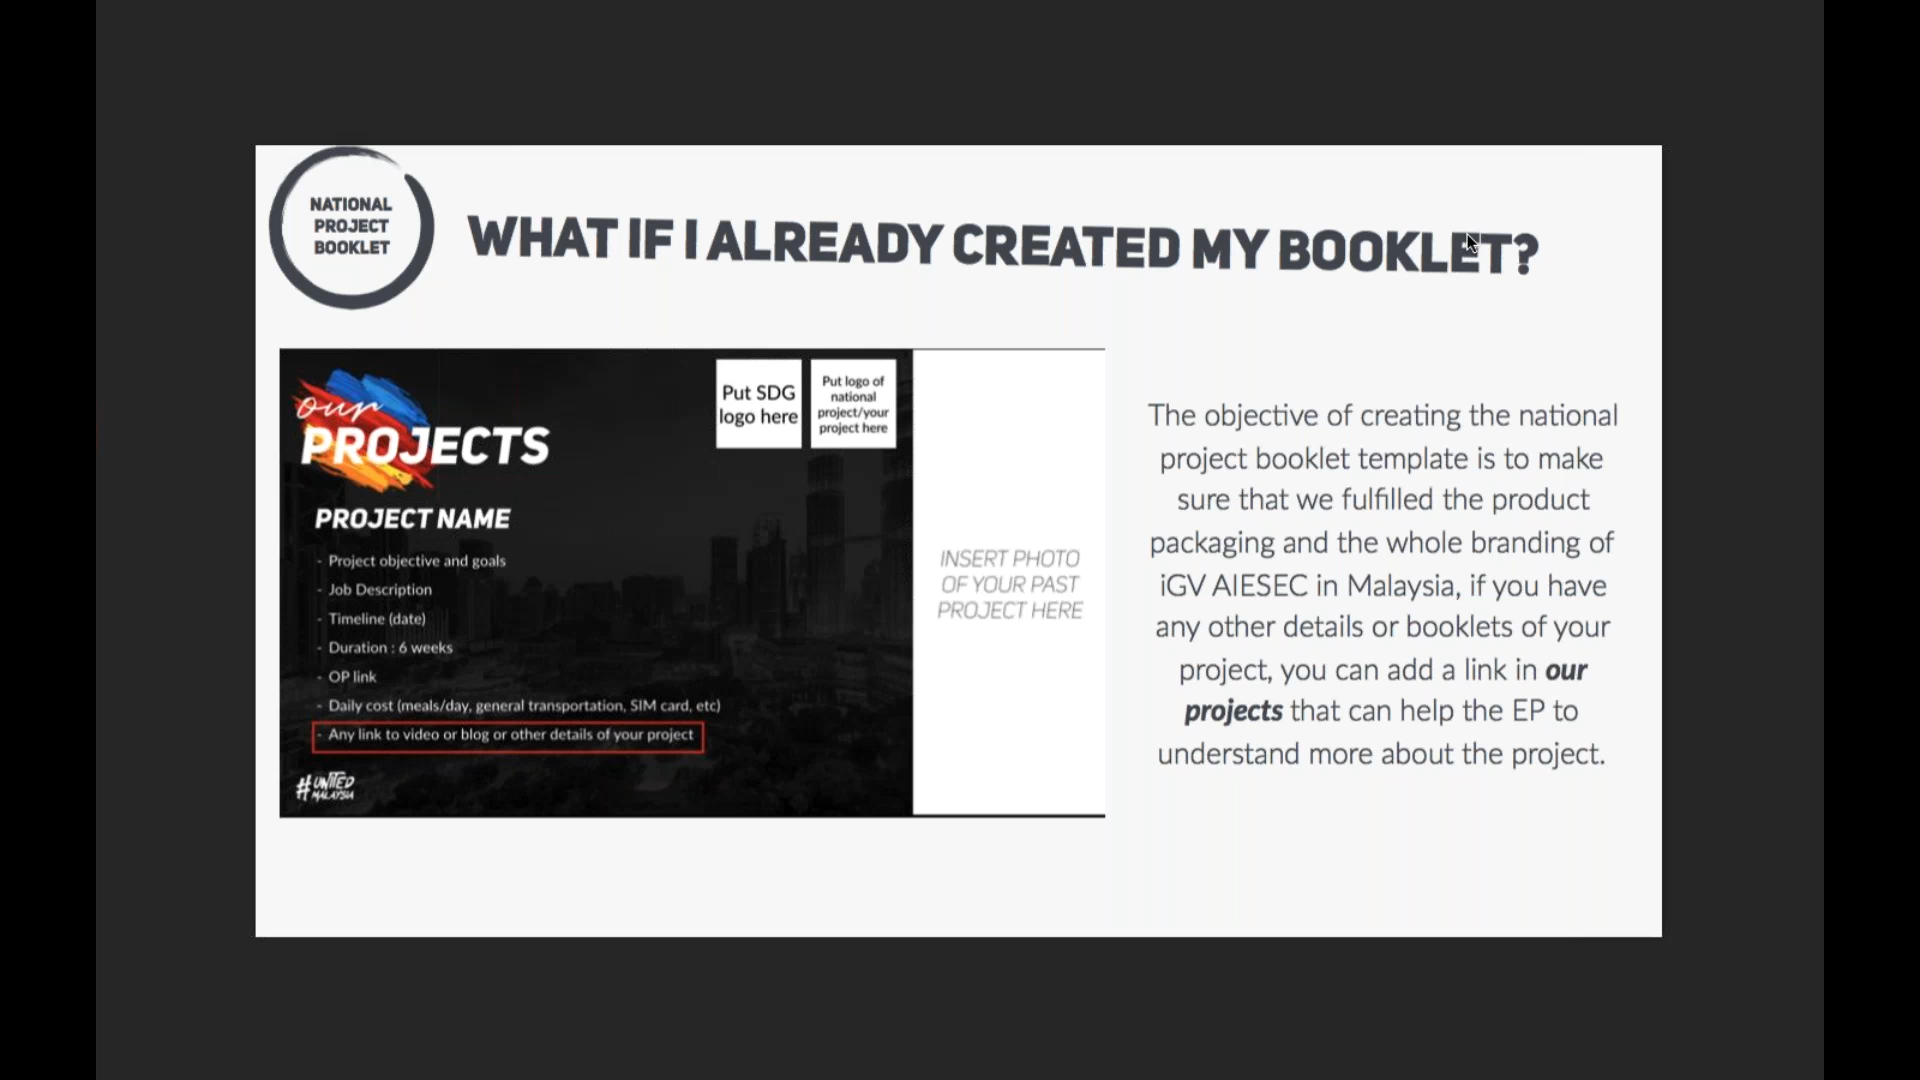 NATIONAL
PROJECT
BOOKLET
WHAT IF I ALREADY CREATED MY BOOKLET?
our
PROJECTS
Put SDG
logo here
Put logo of
national
project/your
project here
PROJECT NAME
- Project objective and goals
- Job Description
- Timeline (date)
- Duration : 6 weeks
- OP link
- Daily cost (meals/day, general transportation, SIM card, etc)
- Any link to video or blog or other details of your project
#UNITED
MALAYSIA
INSERT PHOTO
OF YOUR PAST
PROJECT HERE
The objective of creating the national
project booklet template is to make
sure that we fulfilled the product
packaging and the whole branding of
iGV AIESEC in Malaysia, if you have
any other details or booklets of your
project, you can add a link in our
projects that can help the EP to
understand more about the project.